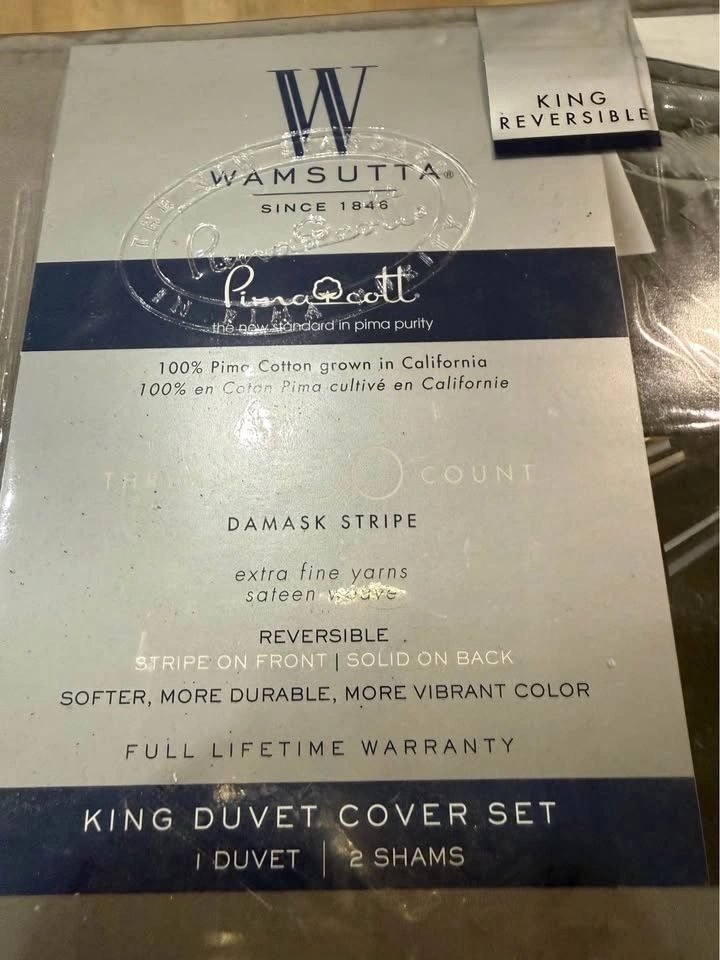 W
WAMSUTTA®
SINCE 1846
PimaCott
the new standard in pima purity
100% Pima Cotton grown in California
100% en Coton Pima cultivé en Californie
COUNT
DAMASK STRIPE
extra fine yarns
sateen weave
REVERSIBLE
STRIPE ON FRONT | SOLID ON BACK
SOFTER, MORE DURABLE, MORE VIBRANT COLOR
FULL LIFETIME WARRANTY
KING DUVET COVER SET
1 DUVET | 2 SHAMS
KING
REVERSIBLE